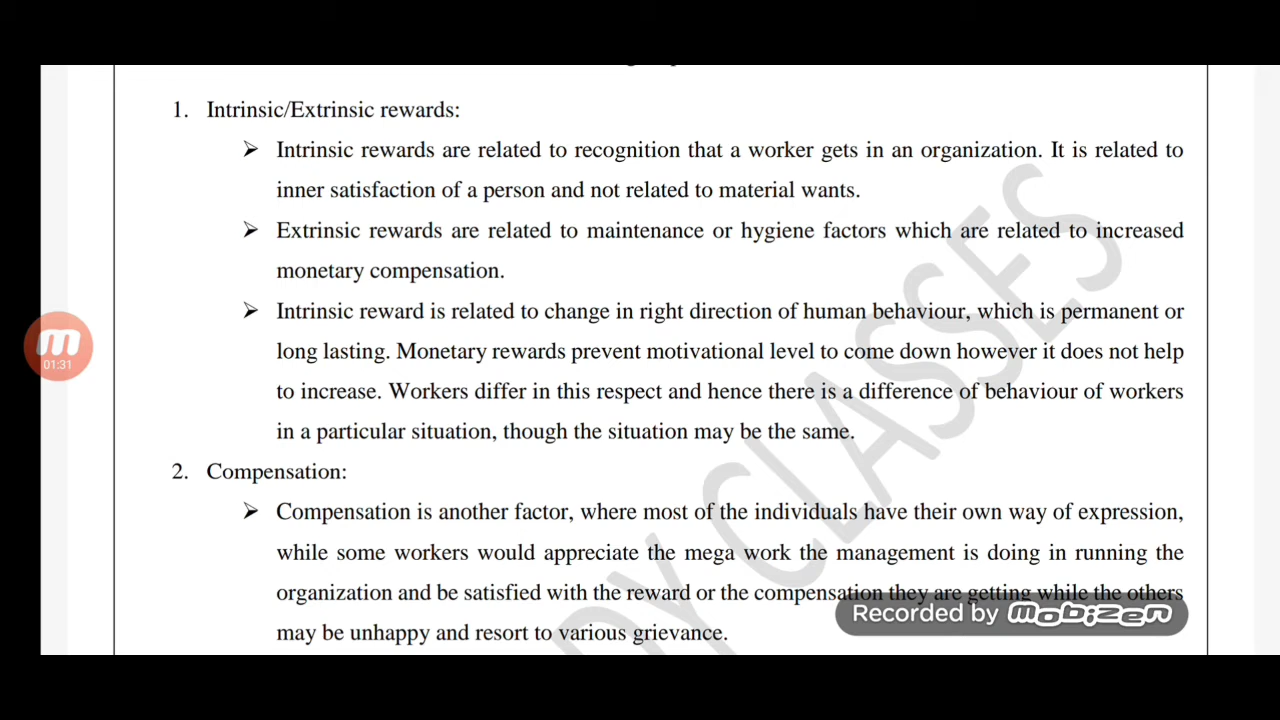 1. Intrinsic/Extrinsic rewards:
➢ Intrinsic rewards are related to recognition that a worker gets in an organization. It is related to
inner satisfaction of a person and not related to material wants.
➢ Extrinsic rewards are related to maintenance or hygiene factors which are related to increased
monetary compensation.
➢ Intrinsic reward is related to change in right direction of human behaviour, which is permanent or
long lasting. Monetary rewards prevent motivational level to come down however it does not help
to increase. Workers differ in this respect and hence there is a difference of behaviour of workers
in a particular situation, though the situation may be the same.
2. Compensation:
➢ Compensation is another factor, where most of the individuals have their own way of expression,
while some workers would appreciate the mega work the management is doing in running the
organization and be satisfied with the reward or the compensation they are getting while the others
may be unhappy and resort to various grievance.
DY CLASSES
m
01:31
Recorded by mobizen